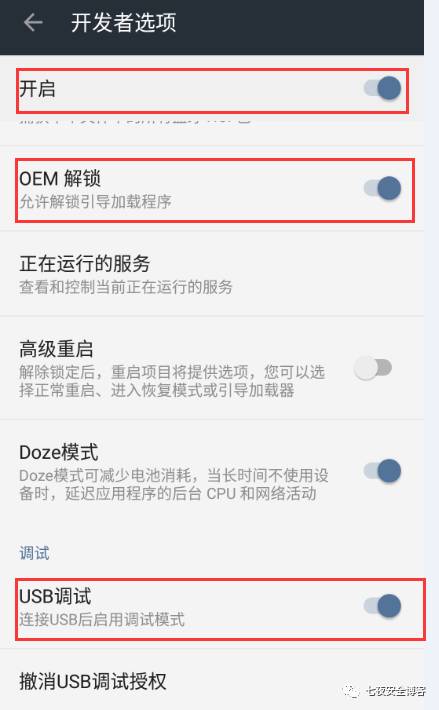 开发者选项
开启
OEM 解锁
允许解锁引导加载程序
正在运行的服务
查看和控制当前正在运行的服务
高级重启
解除锁定后，重启项目将提供选项，您可以选
择正常重启、进入恢复模式或引导加载器
Doze模式
Doze模式可减少电池消耗，当长时间不使用设
备时，延迟应用程序的后台 CPU 和网络活动
调试
USB调试
连接USB后启用调试模式
撤消USB调试授权
七夜安全博客